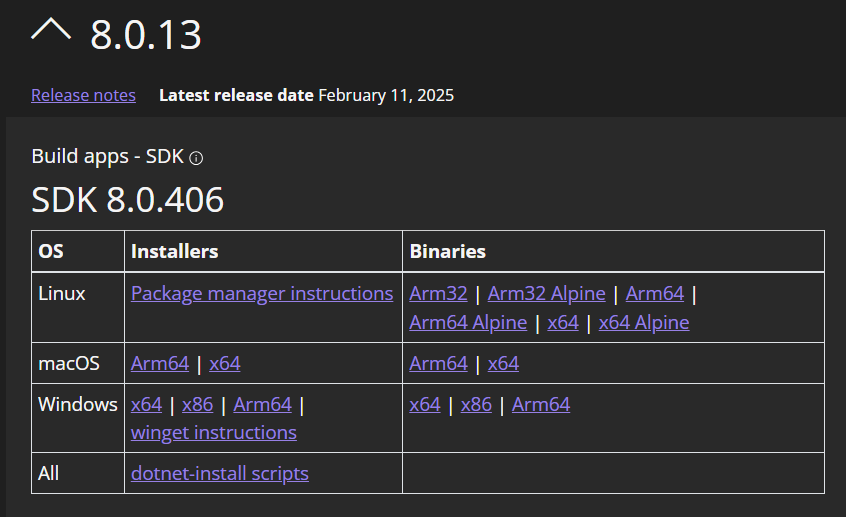 8.0.13
Release notes Latest release date February 11, 2025
Build apps - SDK
SDK 8.0.406
OS Installers Binaries
Linux Package manager instructions Arm32 | Arm32 Alpine | Arm64 |
Arm64 Alpine | x64 | x64 Alpine
macOS Arm64 | x64 Arm64 | x64
Windows x64 | x86 | Arm64 | x64 | x86 | Arm64
winget instructions
All dotnet-install scripts